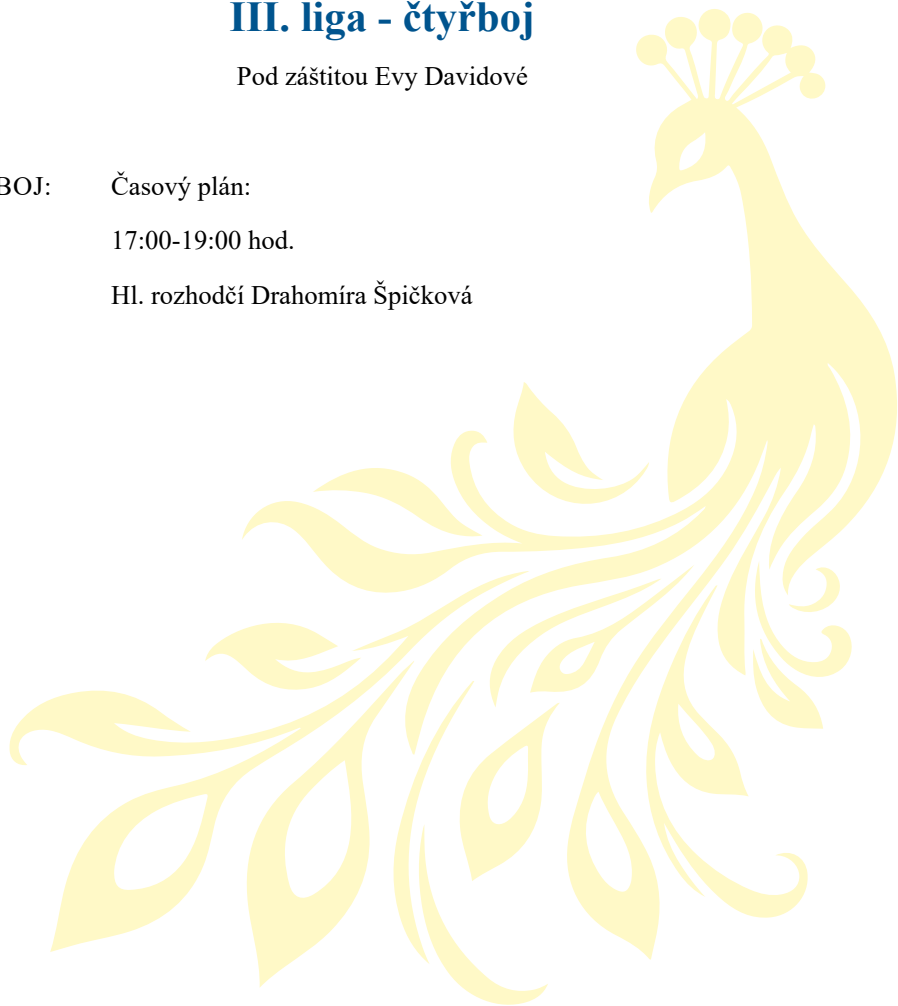 III. liga - čtyřboj
Pod záštitou Evy Davidové
BOJ: Časový plán:
17:00-19:00 hod.
Hl. rozhodčí Drahomíra Špičková